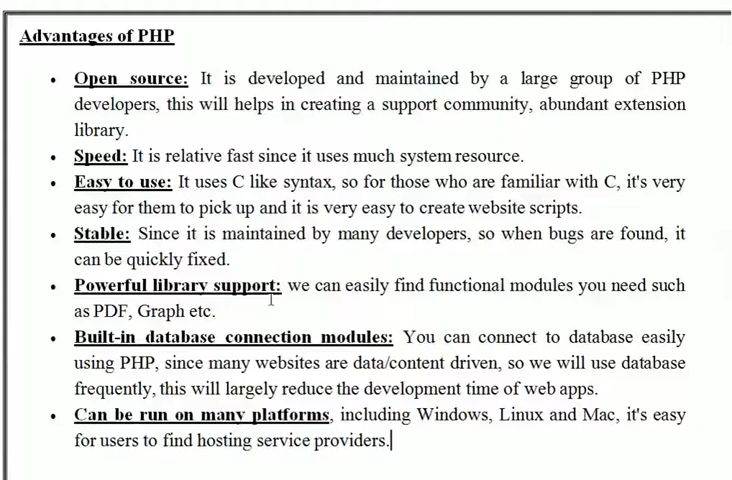 Advantages of PHP
• Open source: It is developed and maintained by a large group of PHP
developers, this will helps in creating a support community, abundant extension
library.
• Speed: It is relative fast since it uses much system resource.
• Easy to use: It uses C like syntax, so for those who are familiar with C, it's very
easy for them to pick up and it is very easy to create website scripts.
• Stable: Since it is maintained by many developers, so when bugs are found, it
can be quickly fixed.
• Powerful library support: we can easily find functional modules you need such
as PDF, Graph etc.
• Built-in database connection modules: You can connect to database easily
using PHP, since many websites are data/content driven, so we will use database
frequently, this will largely reduce the development time of web apps.
• Can be run on many platforms, including Windows, Linux and Mac, it's easy
for users to find hosting service providers.